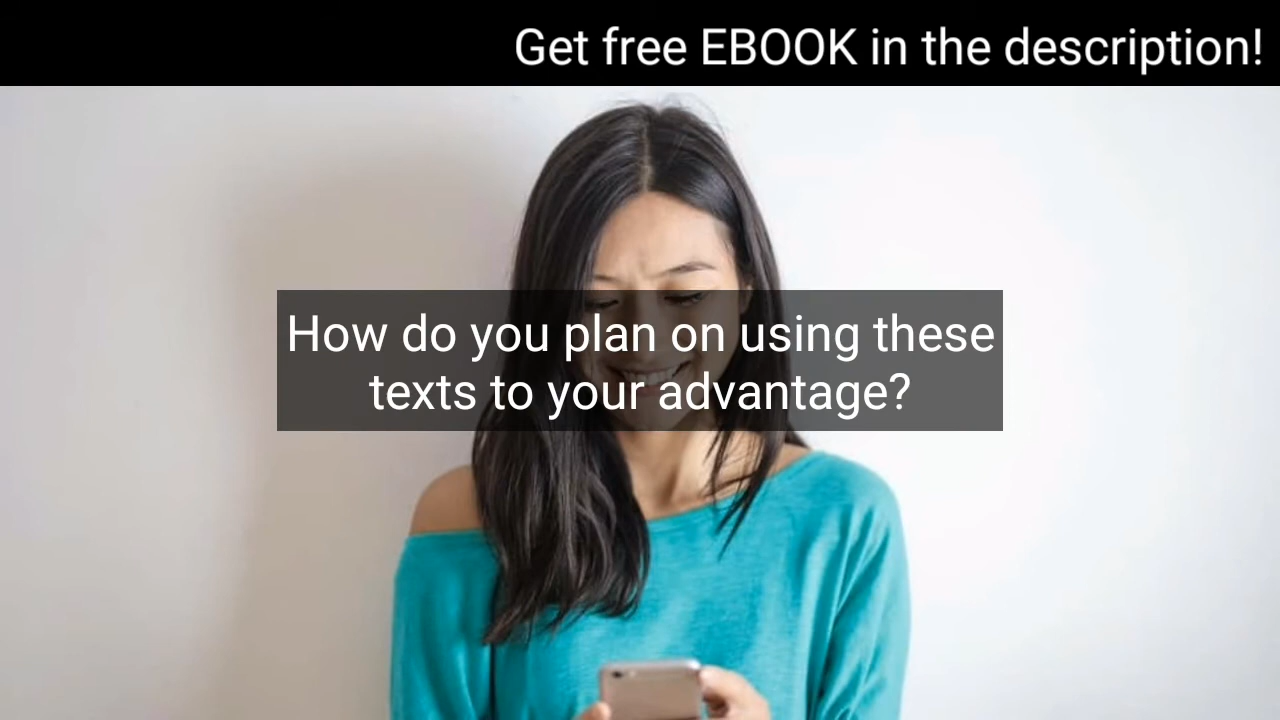 Get free EBOOK in the description!
How do you plan on using these
texts to your advantage?